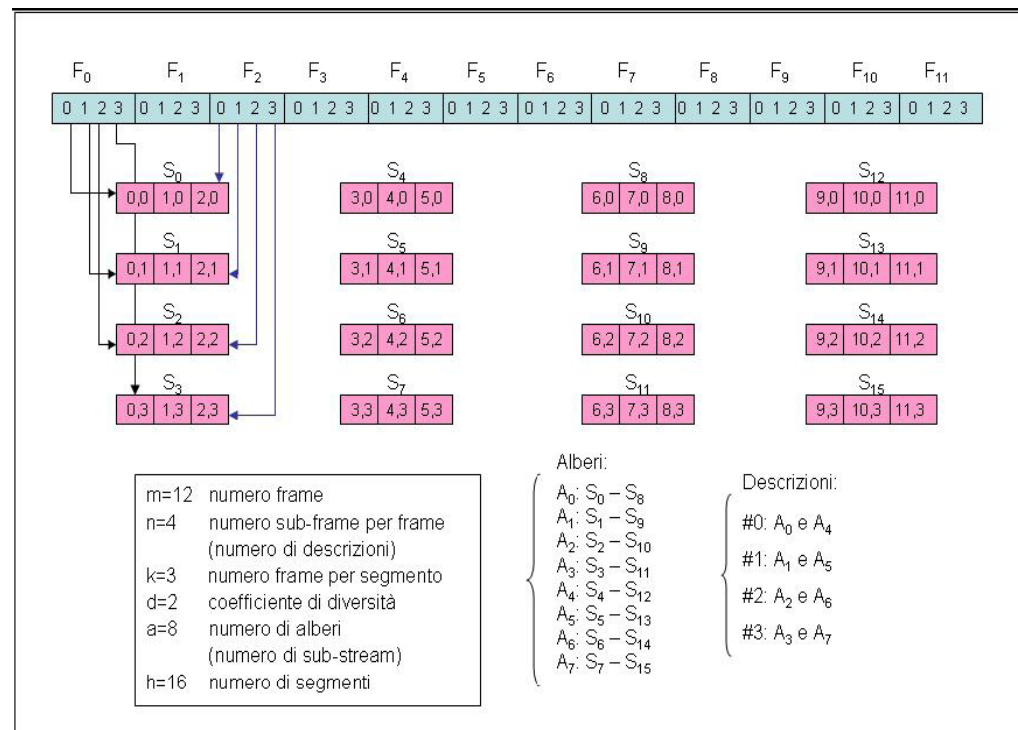 F0 F1 F2 F3 F4 F5 F6 F7 F8 F9 F10 F11
0 1 2 3 0 1 2 3 0 1 2 3 0 1 2 3 0 1 2 3 0 1 2 3 0 1 2 3 0 1 2 3 0 1 2 3 0 1 2 3 0 1 2 3 0 1 2 3
S0 S4 S8 S12
0,0 1,0 2,0 3,0 4,0 5,0 6,0 7,0 8,0 9,0 10,0 11,0
S1 S5 S9 S13
0,1 1,1 2,1 3,1 4,1 5,1 6,1 7,1 8,1 9,1 10,1 11,1
S2 S6 S10 S14
0,2 1,2 2,2 3,2 4,2 5,2 6,2 7,2 8,2 9,2 10,2 11,2
S3 S7 S11 S15
0,3 1,3 2,3 3,3 4,3 5,3 6,3 7,3 8,3 9,3 10,3 11,3
m=12 numero frame
n=4 numero sub-frame per frame
(numero di descrizioni)
k=3 numero frame per segmento
d=2 coefficiente di diversità
a=8 numero di alberi
(numero di sub-stream)
h=16 numero di segmenti
Alberi:
A0: S0 – S8
A1: S1 – S9
A2: S2 – S10
A3: S3 – S11
A4: S4 – S12
A5: S5 – S13
A6: S6 – S14
A7: S7 – S15
Descrizioni:
#0: A0 e A4
#1: A1 e A5
#2: A2 e A6
#3: A3 e A7